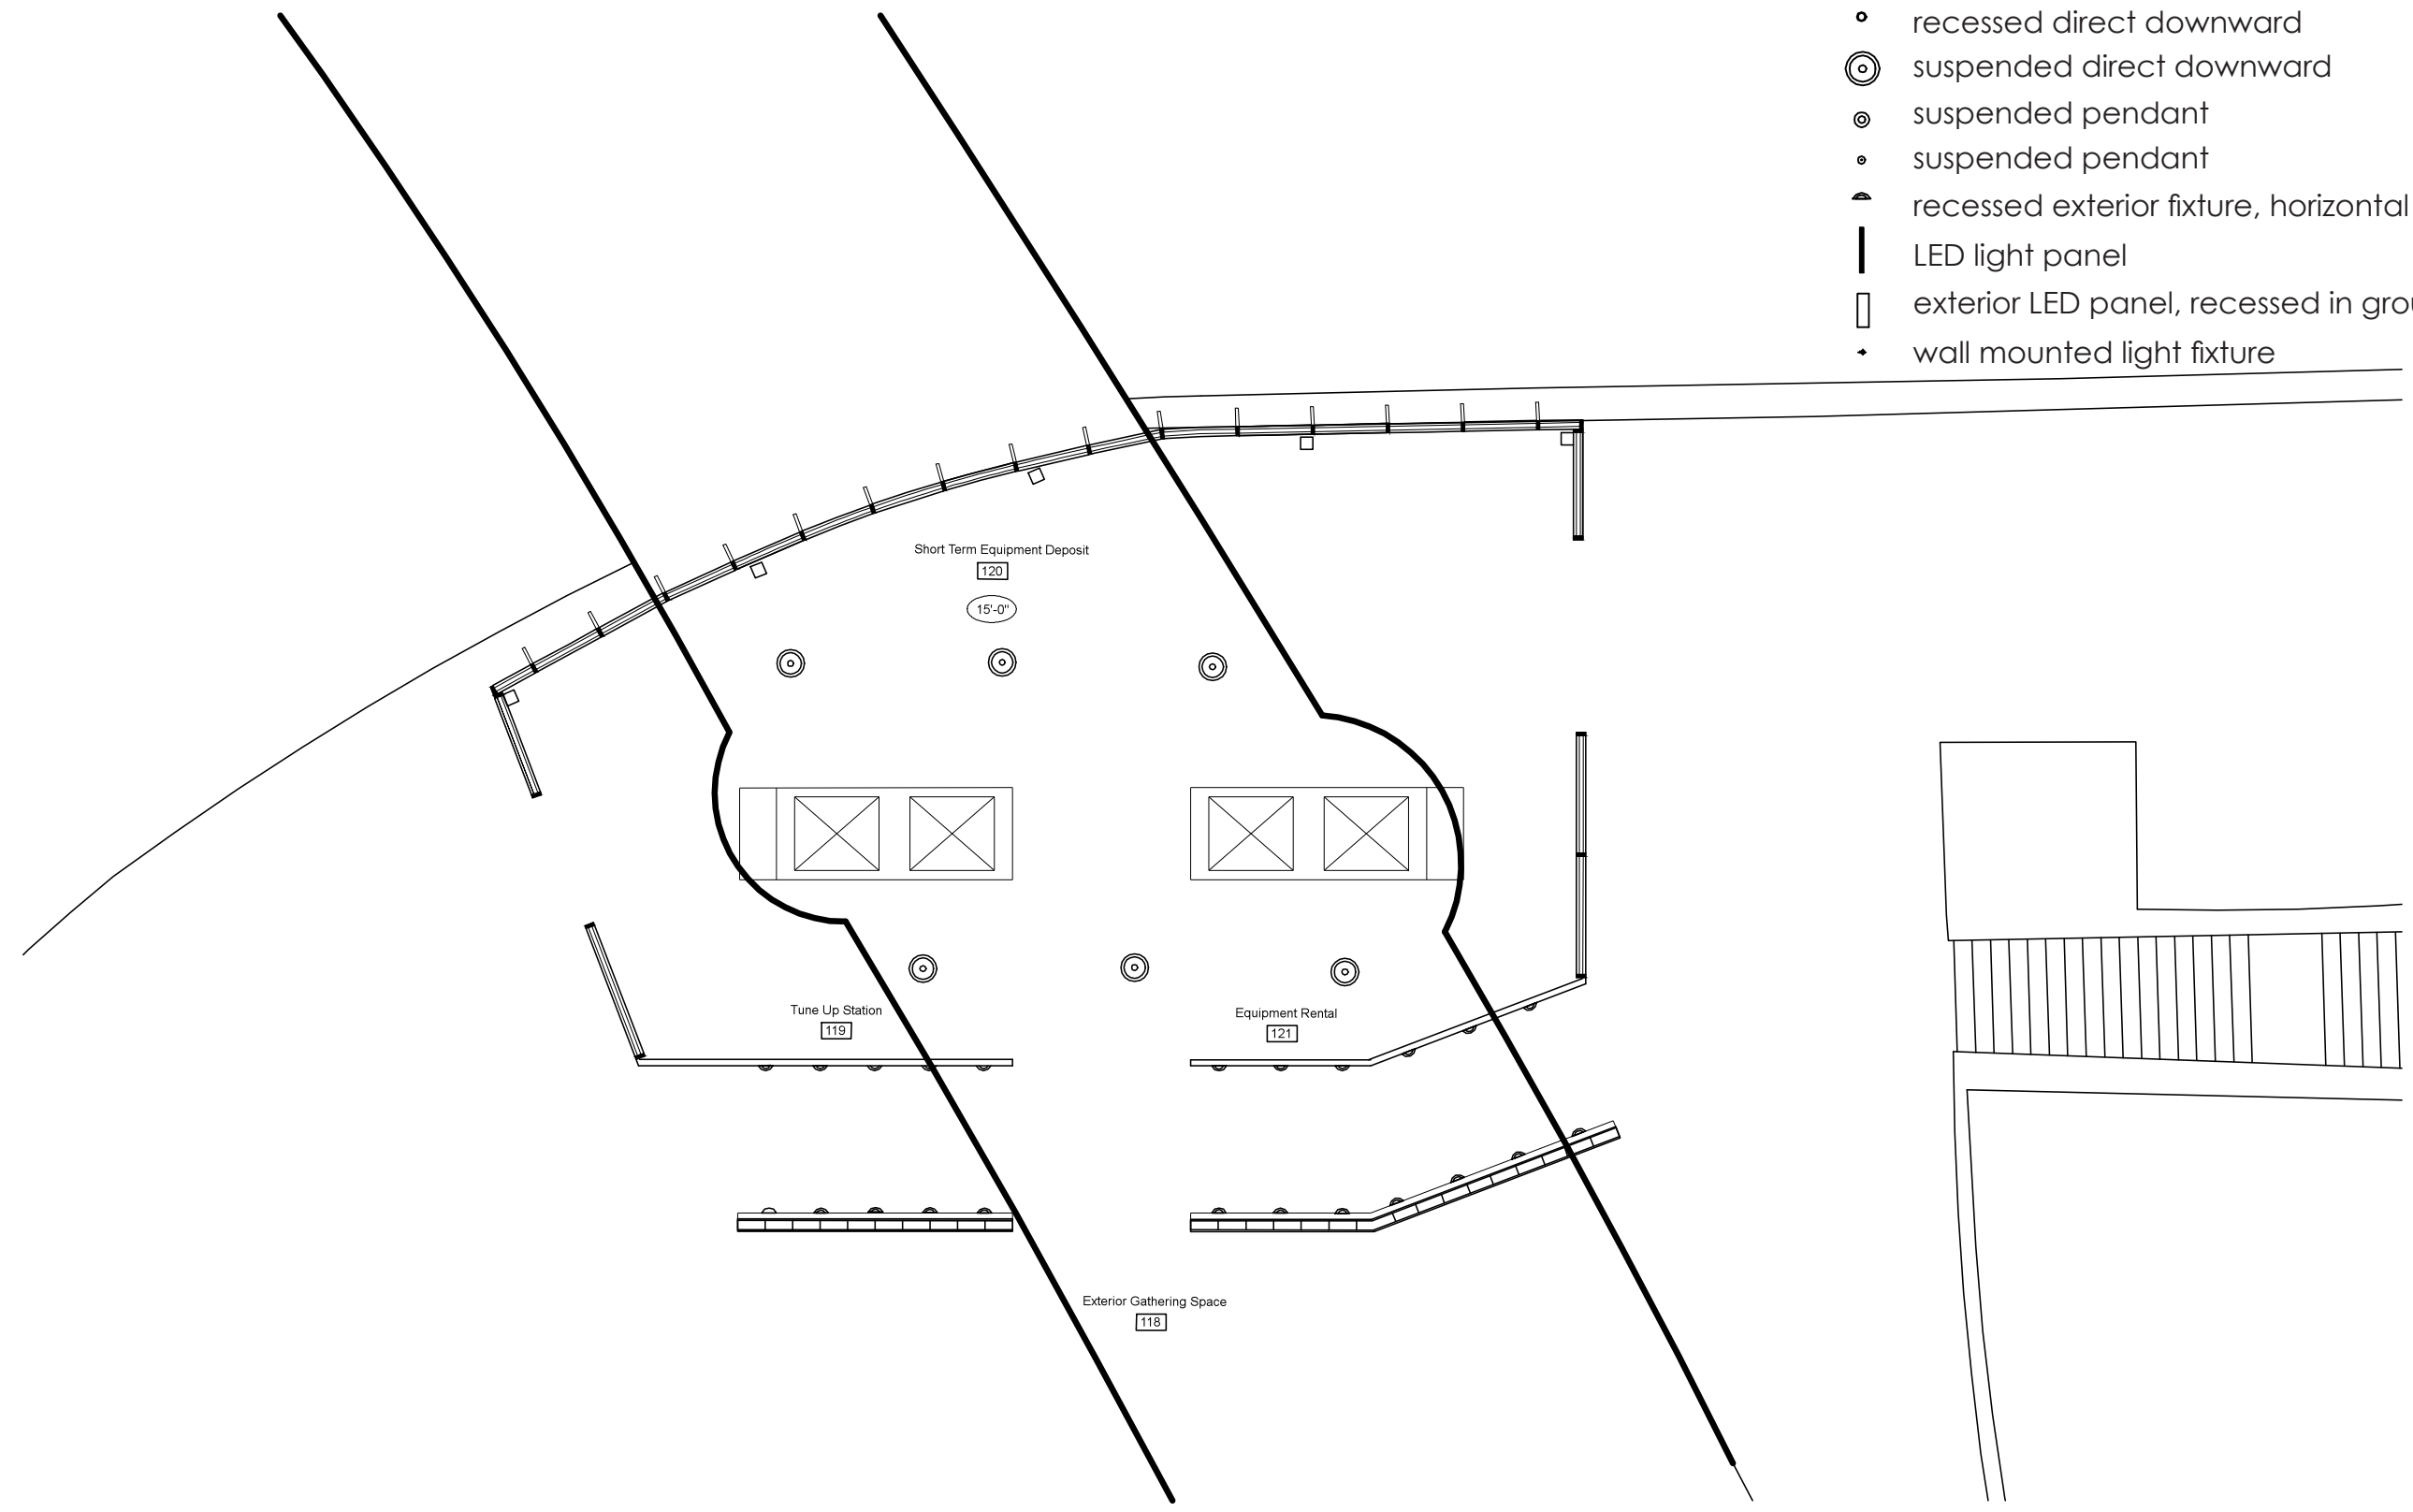 recessed direct downward
suspended direct downward
suspended pendant
suspended pendant
recessed exterior fixture, horizontal
LED light panel
exterior LED panel, recessed in grou
wall mounted light fixture
Short Term Equipment Deposit
120
15'-0"
Tune Up Station
119
Equipment Rental
121
Exterior Gathering Space
118